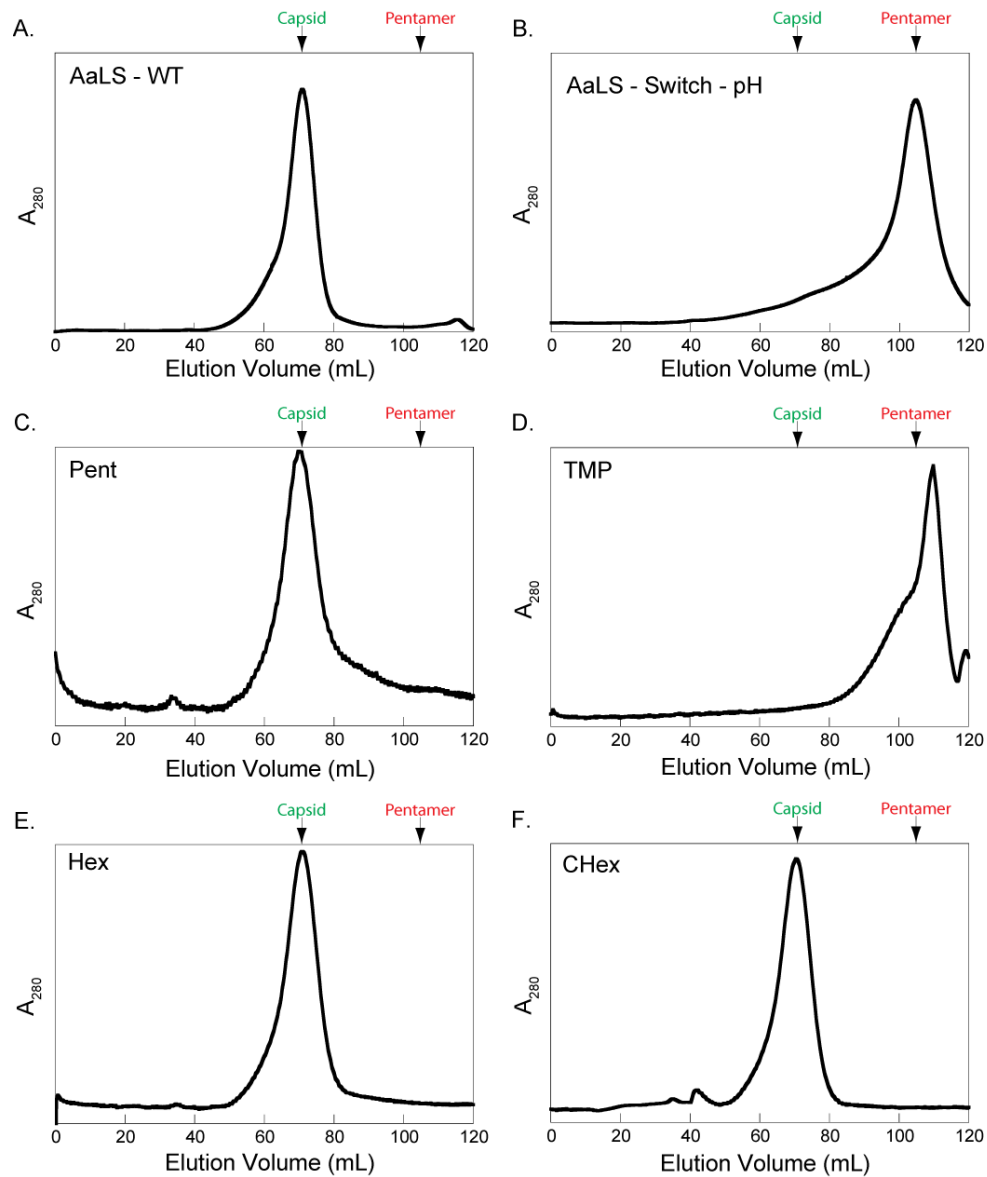 A.
Capsid Pentamer
AaLS - WT
A280
0 20 40 60 80 100 120
Elution Volume (mL)
B.
Capsid Pentamer
AaLS - Switch - pH
A280
0 20 40 60 80 100 120
Elution Volume (mL)
C.
Capsid Pentamer
Pent
A280
0 20 40 60 80 100 120
Elution Volume (mL)
D.
Capsid Pentamer
TMP
A280
0 20 40 60 80 100 120
Elution Volume (mL)
E.
Capsid Pentamer
Hex
A280
0 20 40 60 80 100 120
Elution Volume (mL)
F.
Capsid Pentamer
CHex
A280
0 20 40 60 80 100 120
Elution Volume (mL)